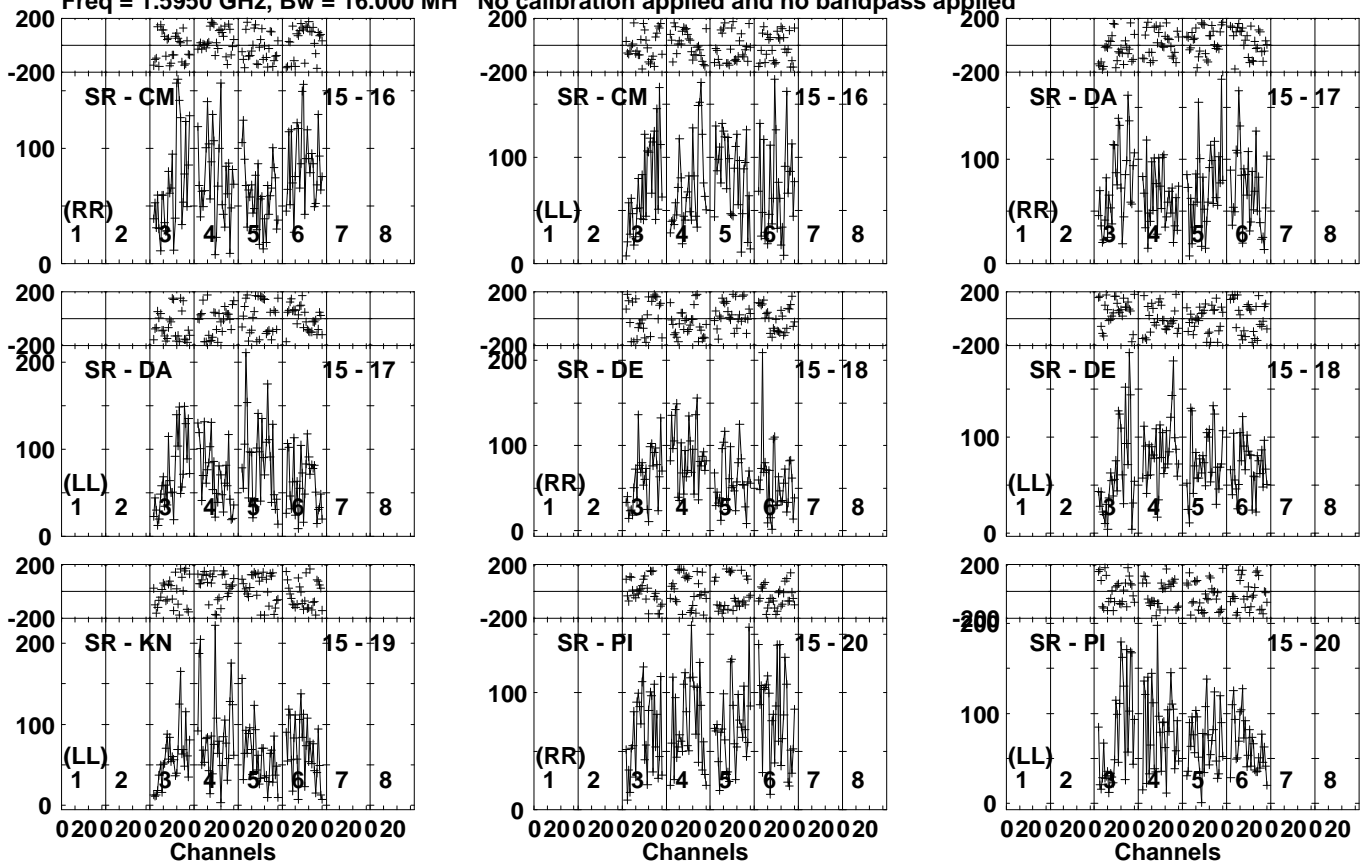 Freq = 1.5950 GHz, Bw = 16.000 MH No calibration applied and no bandpass applied
200 200 200
-200 -200 -200
SR - CM 15 - 16 SR - CM 15 - 16 SR - DA 15 - 17
100 100 100
(RR) (LL) (RR)
1 2 3 4 5 6 7 8 1 2 3 4 5 6 7 8 1 2 3 4 5 6 7 8
0 0 0
200 200 200
-200 -200 -200
200 200
SR - DA 15 - 17 SR - DE 15 - 18 SR - DE 15 - 18
100 100 100
(LL) (RR) (LL)
1 2 3 4 5 6 7 8 1 2 3 4 5 6 7 8 1 2 3 4 5 6 7 8
0 0 0
200 200 200
-200 -200 -200
200 200
SR - KN 15 - 19 SR - PI 15 - 20 SR - PI 15 - 20
100 100 100
(LL) (RR) (LL)
1 2 3 4 5 6 7 8 1 2 3 4 5 6 7 8 1 2 3 4 5 6 7 8
0 0 0
0 20 0 20 0 20 0 20 0 20 0 20 0 20 0 20 0 20 0 20 0 20 0 20 0 20 0 20 0 20 0 20 0 20 0 20 0 20 0 20 0 20 0 20 0 20 0 20
Channels Channels Channels